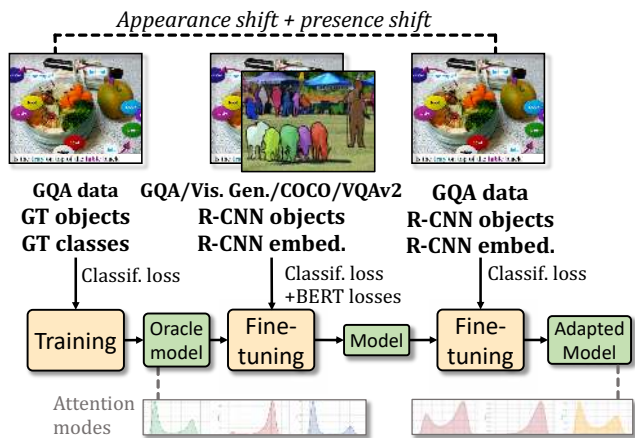 Appearance shift + presence shift
GQA data
GT objects
GT classes
GQA/Vis. Gen./COCO/VQAv2
R-CNN objects
R-CNN embed.
GQA data
R-CNN objects
R-CNN embed.
Classif. loss
Classif. loss
+BERT losses
Classif. loss
Training
Oracle
model
Fine-
tuning
Model
Fine-
tuning
Adapted
Model
Attention
modes